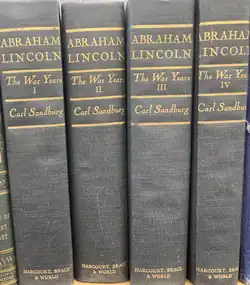 ABRAHAM
LINCOLN
The War Years
I
Carl Sandburg
HARCOURT, BRACE
& WORLD
ABRAHAM
LINCOLN
The War Years
II
Carl Sandburg
HARCOURT, BRACE
& WORLD
ABRAHAM
LINCOLN
The War Years
III
Carl Sandburg
HARCOURT, BRACE
& WORLD
ABRAHAM
LINCOLN
The War Years
IV
Carl Sandburg
HARCOURT, BRACE
& WORLD